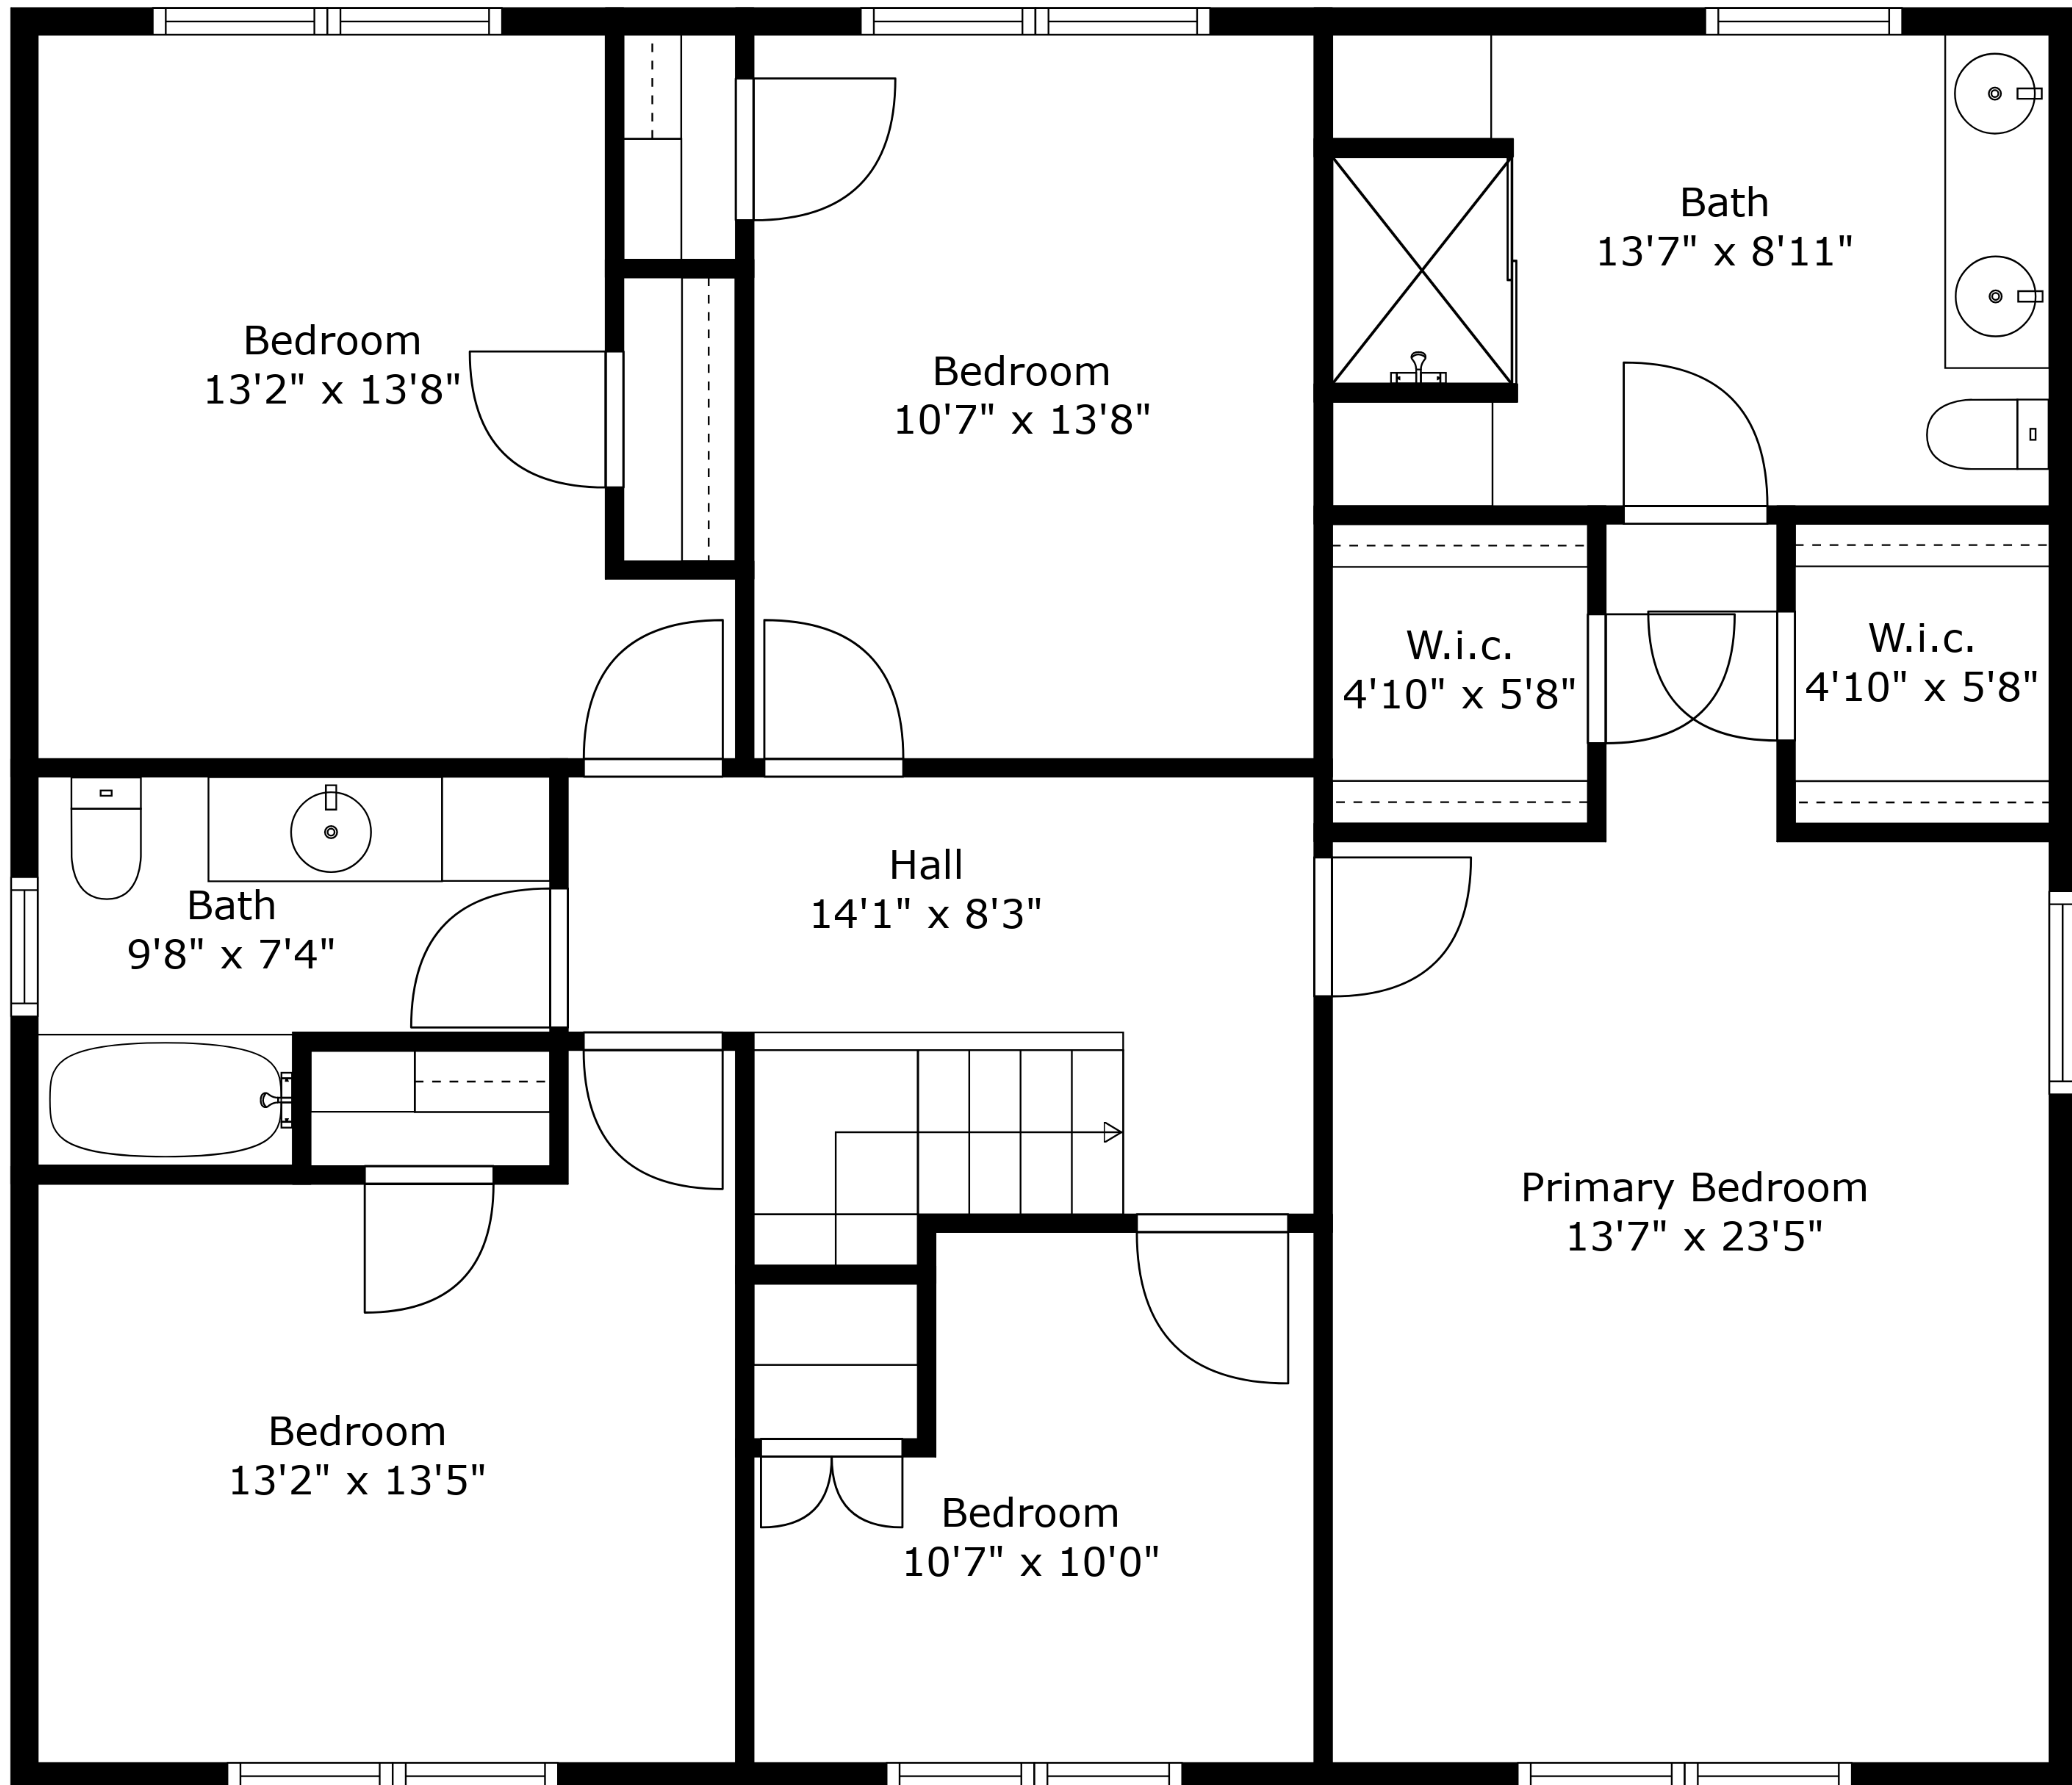 Bath
13'7" x 8'11"
Bedroom
13'2" x 13'8"
Bedroom
10'7" x 13'8"
W.i.c.
4'10" x 5'8"
W.i.c.
4'10" x 5'8"
Hall
14'1" x 8'3"
Bath
9'8" x 7'4"
Primary Bedroom
13'7" x 23'5"
Bedroom
13'2" x 13'5"
Bedroom
10'7" x 10'0"